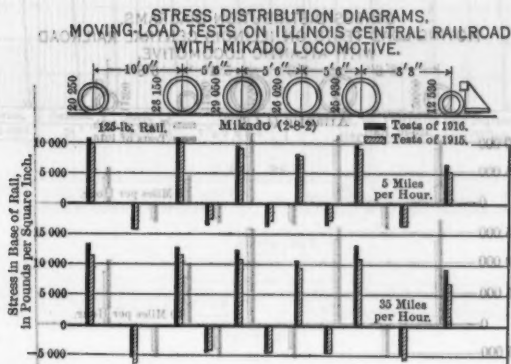 STRESS DISTRIBUTION DIAGRAMS,
MOVING-LOAD TESTS ON ILLINOIS CENTRAL RAILROAD
WITH MIKADO LOCOMOTIVE.
10'0" 5'6" 5'6" 5'6" 8'3"
20 250 28 150 29 050 26 020 25 950 12 530
125-lb. Rail. Mikado (2-8-2) Tests of 1916.
Tests of 1915.
Stress in Base of Rail,
in Pounds per Square Inch.
10 000
5 000
0
5 Miles
per Hour.
15 000
10 000
5 000
0
-5 000
35 Miles
per Hour.